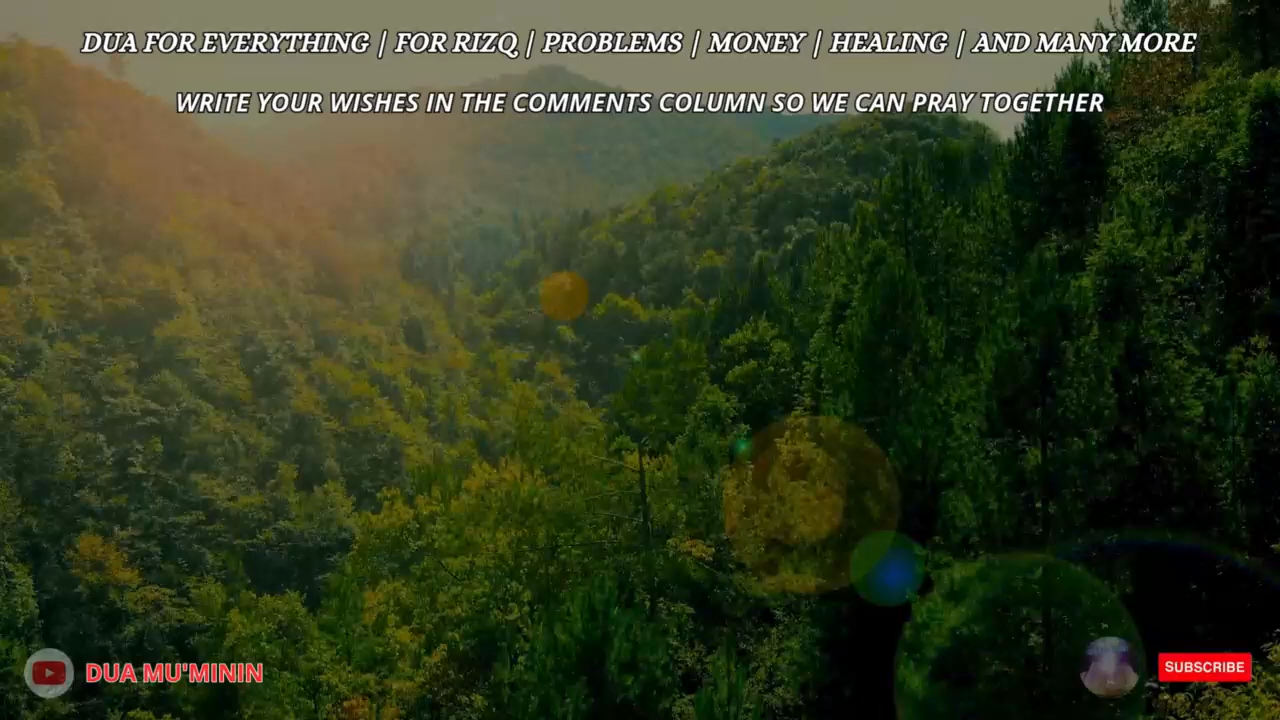 DUA FOR EVERYTHING | FOR RIZQ | PROBLEMS | MONEY | HEALING | AND MANY MORE
WRITE YOUR WISHES IN THE COMMENTS COLUMN SO WE CAN PRAY TOGETHER
DUA MU'MININ
SUBSCRIBE